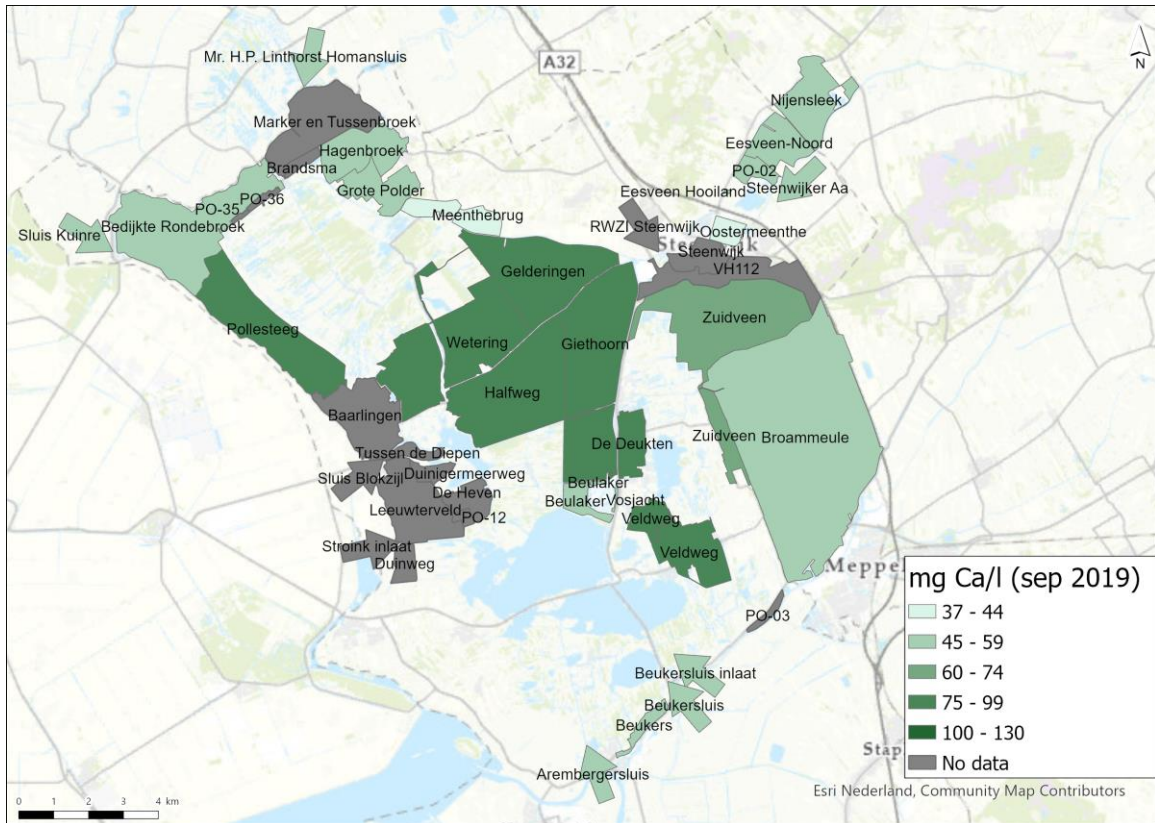 Mr. H.P. Linthorst Homansluis
A32
N
Marker en Tussenbroek
Nijensleek
Hagenbroek
Eesveen-Noord
Brandsma
PO-02
Grote Polder
Eesveen Hooiland
Steenwijker Aa
PO-36
PO-35
Meenthebrug
Bedijkte Rondebroek
RWZI Steenwijk
Oostermeenthe
Sluis Kuinre
Steenwijk
Steenwijk
VH112
Gelderingen
Zuidveen
Pollesteeg
Wetering
Giethoorn
Halfweg
Baarlingen
Zuidveen
Broammeule
De Deukten
Tussen de Diepen
Sluis Blokzijl
Duinigermeerweg
Beulaker
De Heven
Beulaker
Vosjacht
Leeuwterveld
PO-12
Veldweg
Stroink inlaat
Veldweg
Duinweg
Meppel
PO-03
Beukersluis inlaat
Beukersluis
Beukers
Arembergersluis
Stap
mg Ca/l (sep 2019)
37 - 44
45 - 59
60 - 74
75 - 99
100 - 130
No data
Esri Nederland, Community Map Contributors
0 1 2 3 4 km